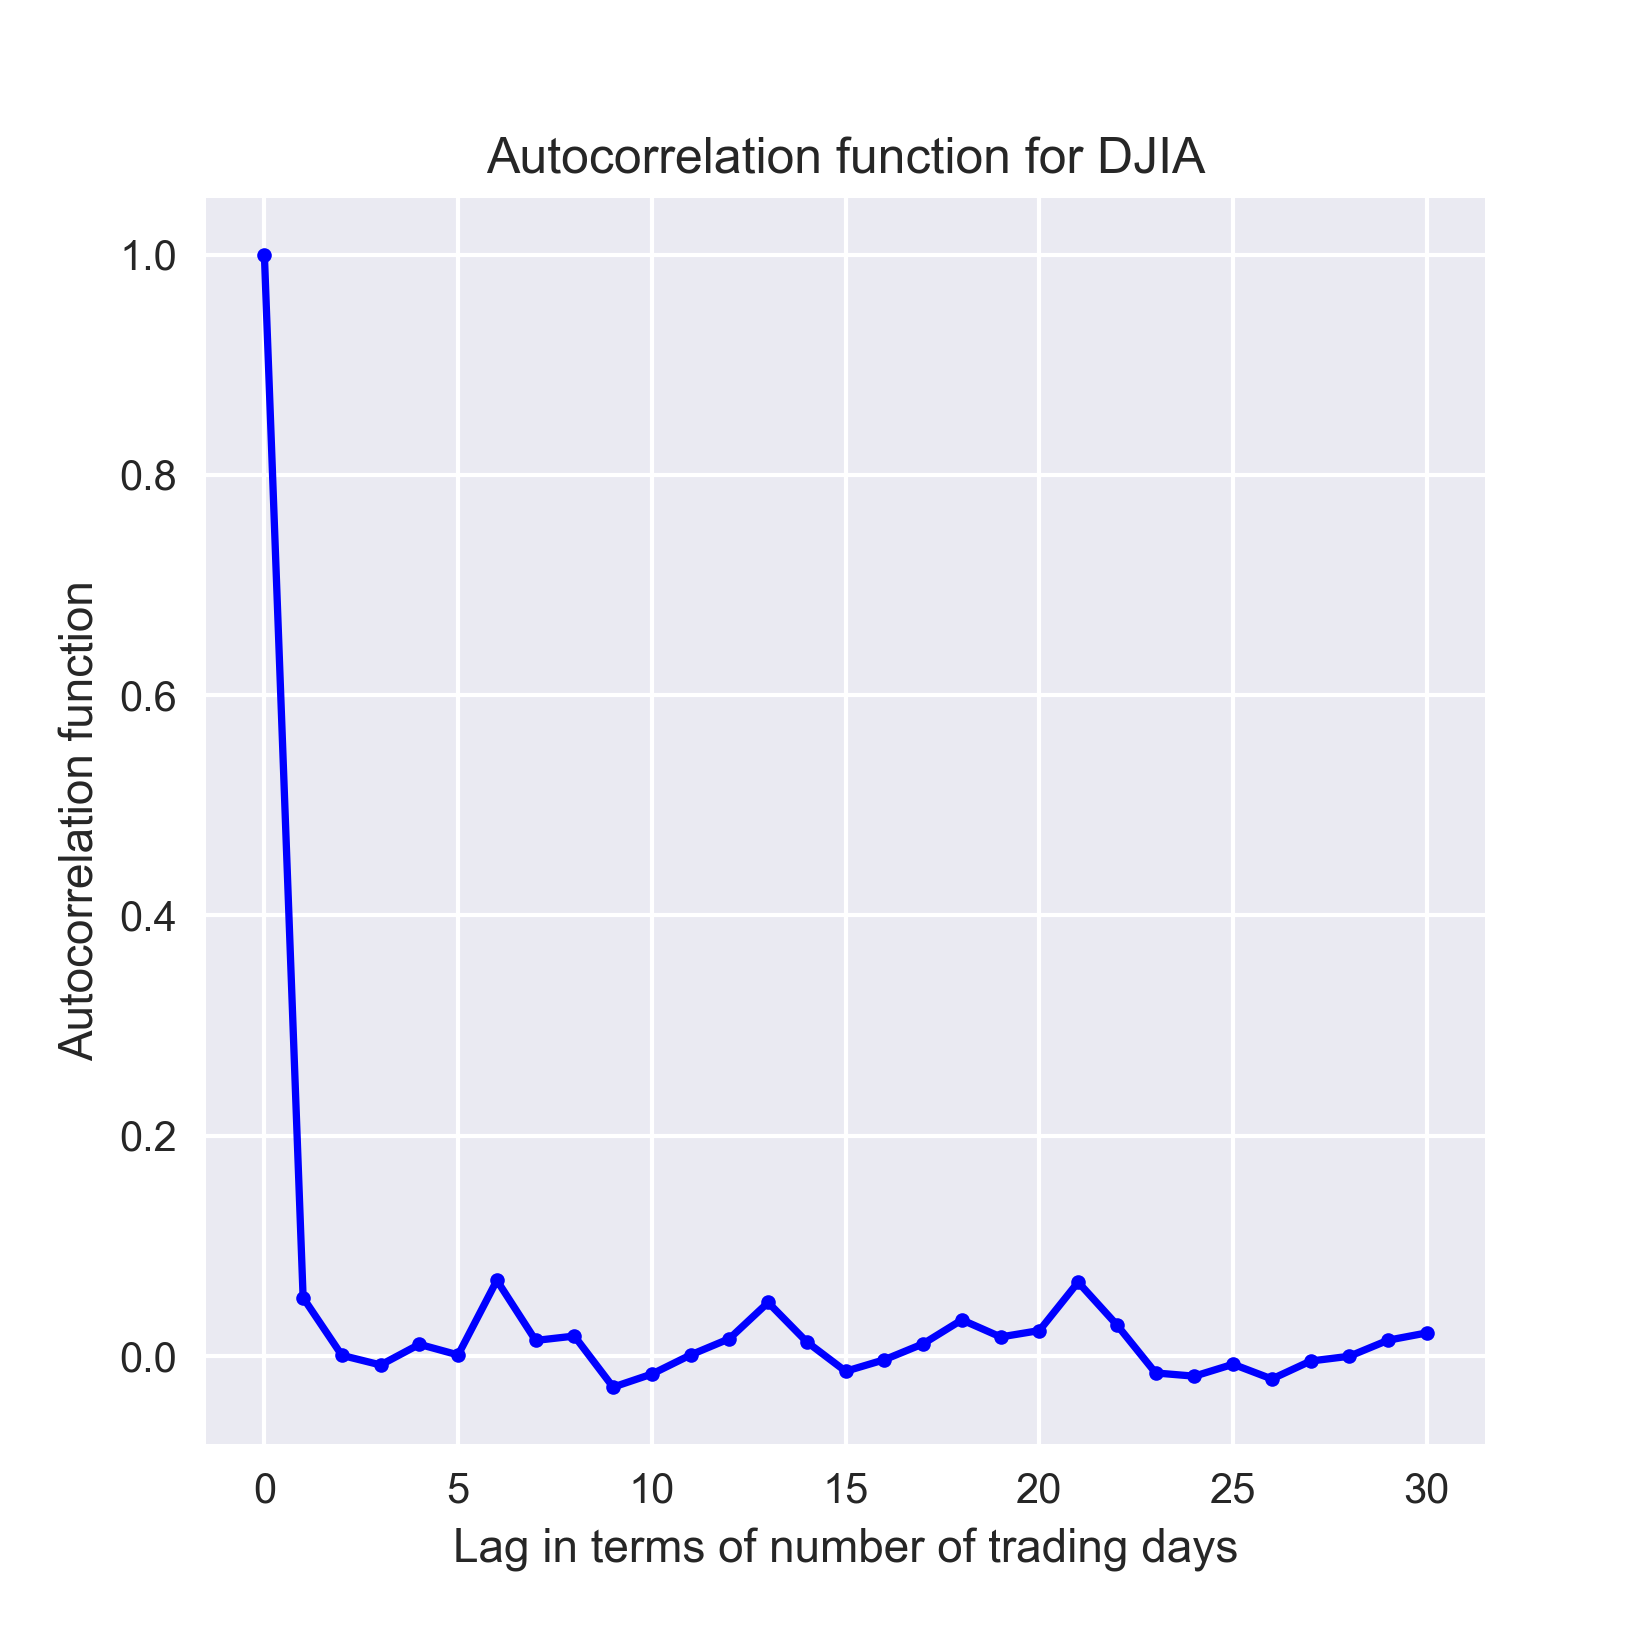 Autocorrelation function for DJIA
Autocorrelation function
1.0
0.8
0.6
0.4
0.2
0.0
0 5 10 15 20 25 30
Lag in terms of number of trading days